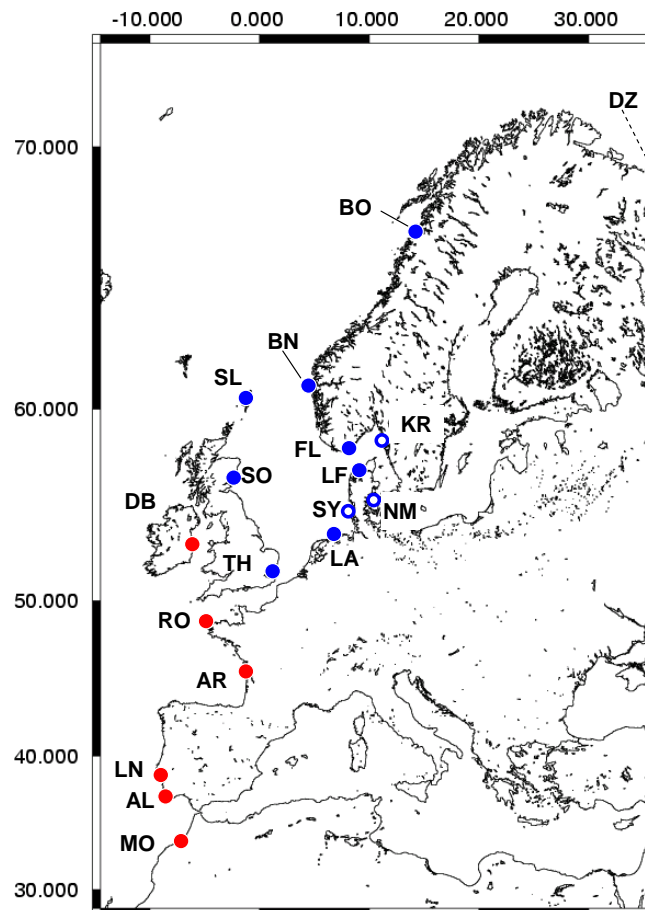 -10.000 0.000 10.000 20.000 30.000
DZ
70.000
BO
BN
SL
60.000
KR
FL
LF
SO
DB
SY
NM
TH
LA
50.000
RO
AR
40.000
LN
AL
MO
30.000